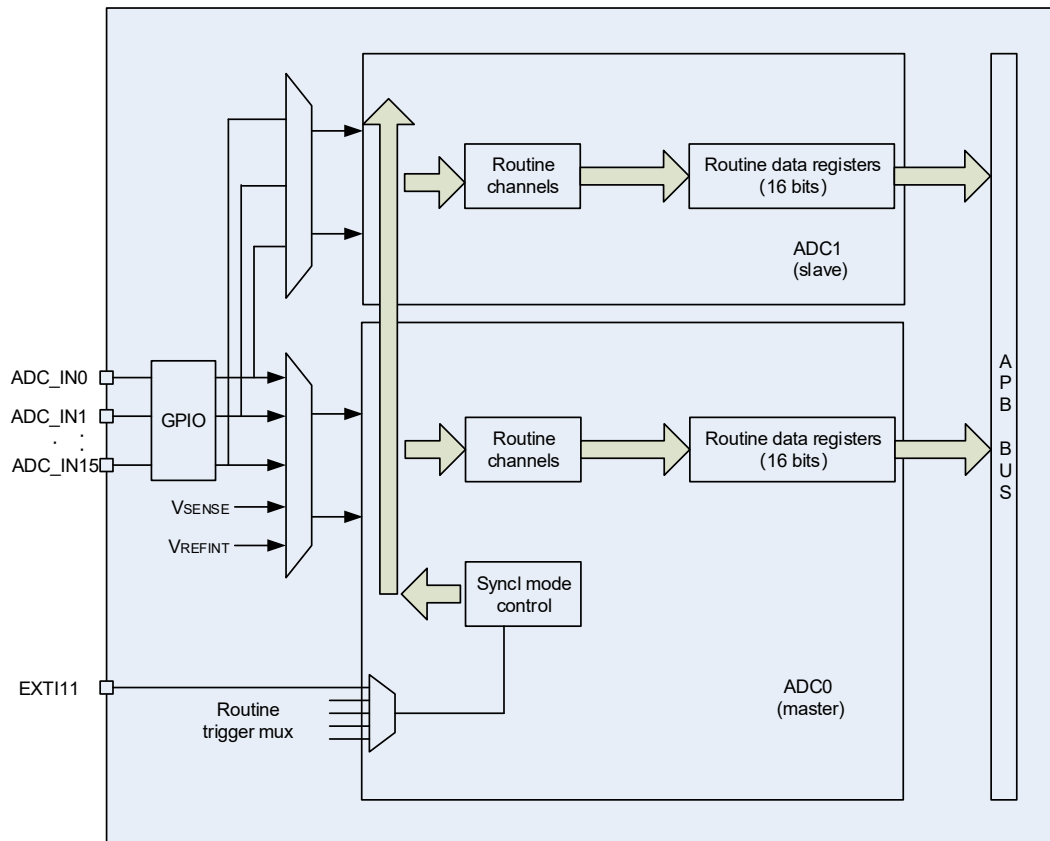 Routine
channels
Routine data registers
(16 bits)
ADC1
(slave)
ADC_IN0
ADC_IN1
. .
ADC_IN15
GPIO
VSENSE
VREFINT
Routine
channels
Routine data registers
(16 bits)
Syncl mode
control
EXTI11
Routine
trigger mux
ADC0
(master)
A
P
B
B
U
S